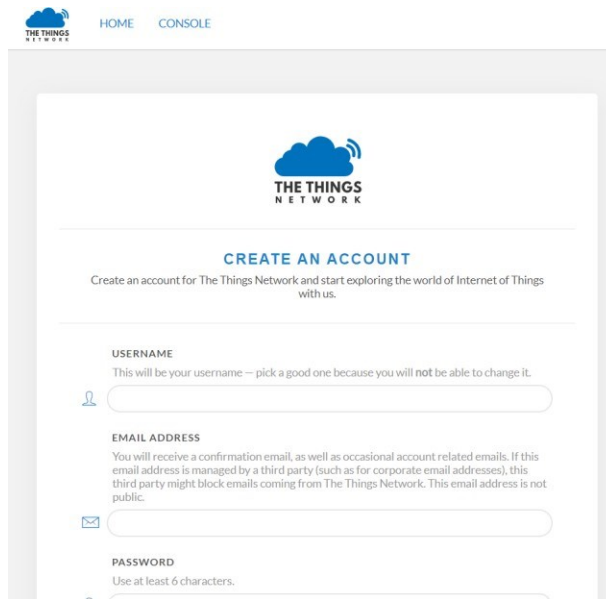 THE THINGS
NETWORK
HOME
CONSOLE
THE THINGS
NETWORK
CREATE AN ACCOUNT
Create an account for The Things Network and start exploring the world of Internet of Things
with us.
USERNAME
This will be your username — pick a good one because you will not be able to change it.
EMAIL ADDRESS
You will receive a confirmation email, as well as occasional account related emails. If this
email address is managed by a third party (such as for corporate email addresses), this
third party might block emails coming from The Things Network. This email address is not
public.
PASSWORD
Use at least 6 characters.